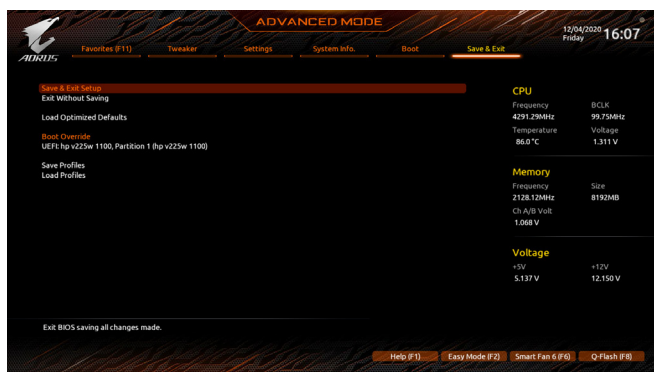 ADVANCED MODE
12/04/2020
Friday
16:07
AORUS
Favorites (F11) Tweaker Settings System Info. Boot Save & Exit
Save & Exit Setup
Exit Without Saving
Load Optimized Defaults
Boot Override
UEFI: hp v225w 1100, Partition 1 (hp v225w 1100)
Save Profiles
Load Profiles
CPU
Frequency BCLK
4291.29MHz 99.75MHz
Temperature Voltage
86.0 °C 1.311 V
Memory
Frequency Size
2128.12MHz 8192MB
Ch A/B Volt
1.068 V
Voltage
+5V +12V
5.137 V 12.150 V
Exit BIOS saving all changes made.
Help (F1) Easy Mode (F2) Smart Fan 6 (F6) Q-Flash (F8)